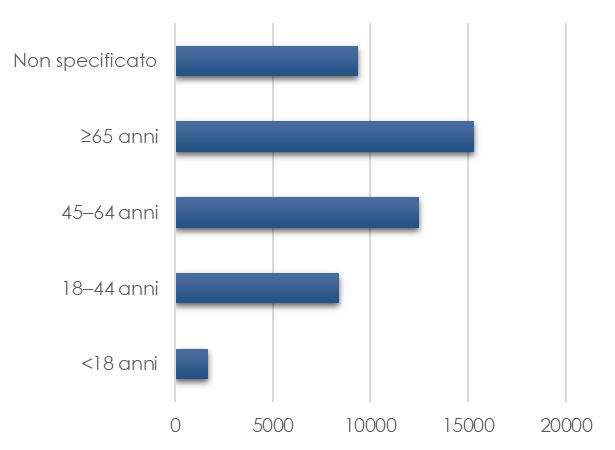 Non specificato
≥65 anni
45–64 anni
18–44 anni
<18 anni
0 5000 10000 15000 20000